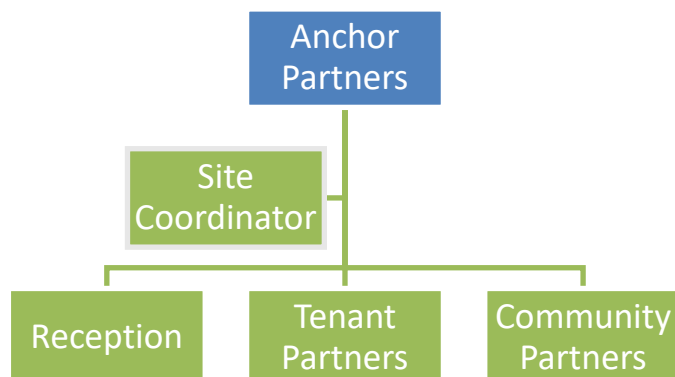 Anchor
Partners
Site
Coordinator
Reception
Tenant
Partners
Community
Partners